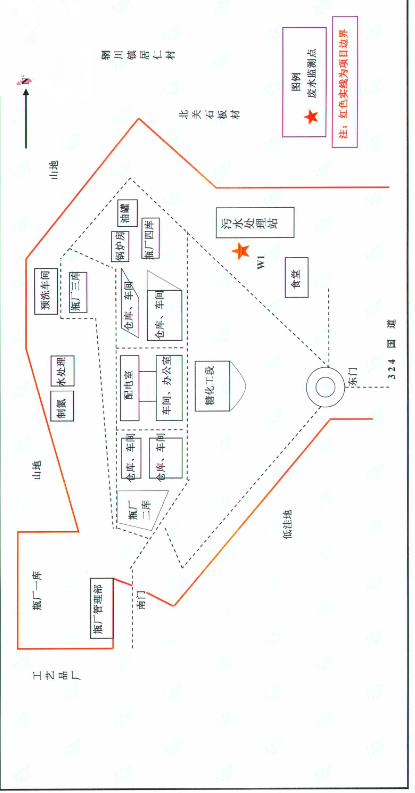 N
瓶厂一库
工艺品厂
山地
预洗车间
山地
制氮
水处理
瓶厂三库
瓶厂管理部
辋川镇居仁村
瓶厂二库
仓库、车间
配电室
仓库、车间
锅炉房
油罐
南门
仓库、车间
车间、办公室
仓库、车间
瓶厂四库
北关石板材
糖化工段
污水处理站
W1
低洼地
食堂
东门
324 国道
图例
废水监测点
注：红色实线为项目边界